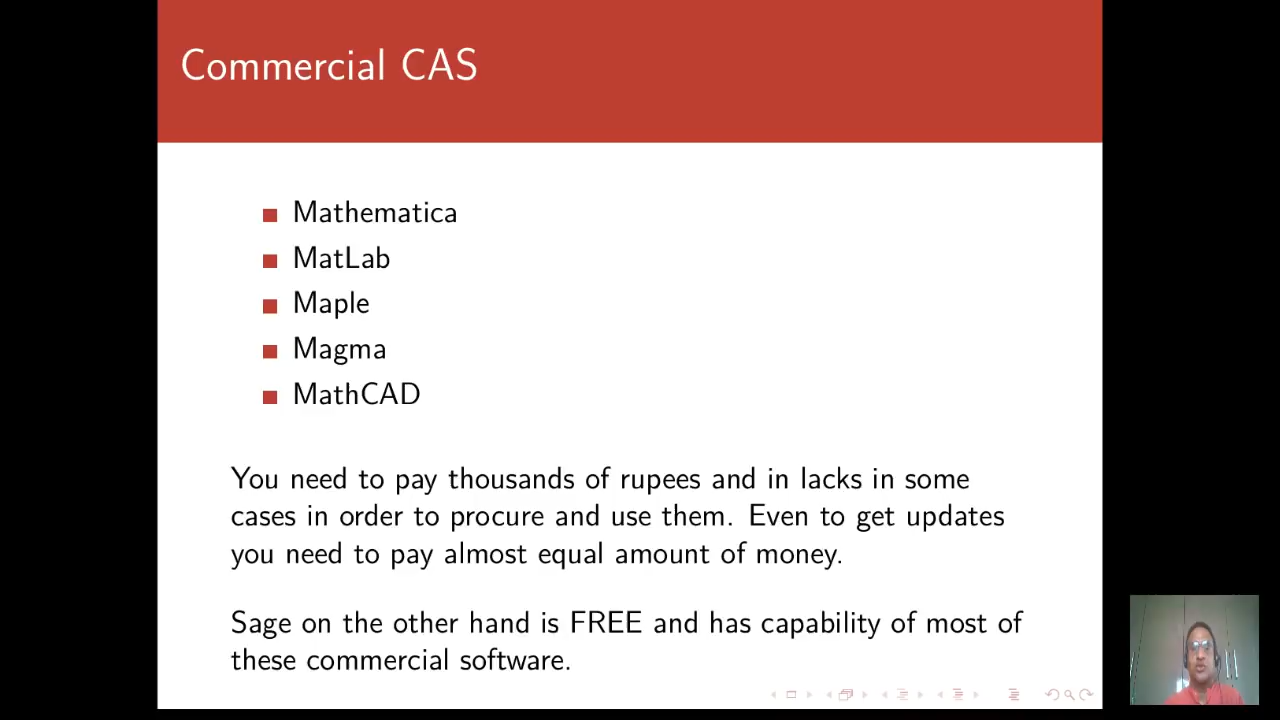 Commercial CAS
Mathematica
MatLab
Maple
Magma
MathCAD
You need to pay thousands of rupees and in lacks in some
cases in order to procure and use them. Even to get updates
you need to pay almost equal amount of money.
Sage on the other hand is FREE and has capability of most of
these commercial software.